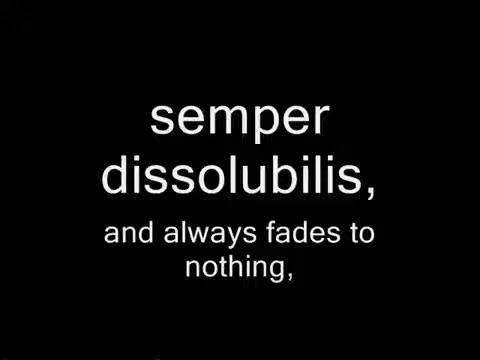 semper
dissolubilis,
and always fades to
nothing,